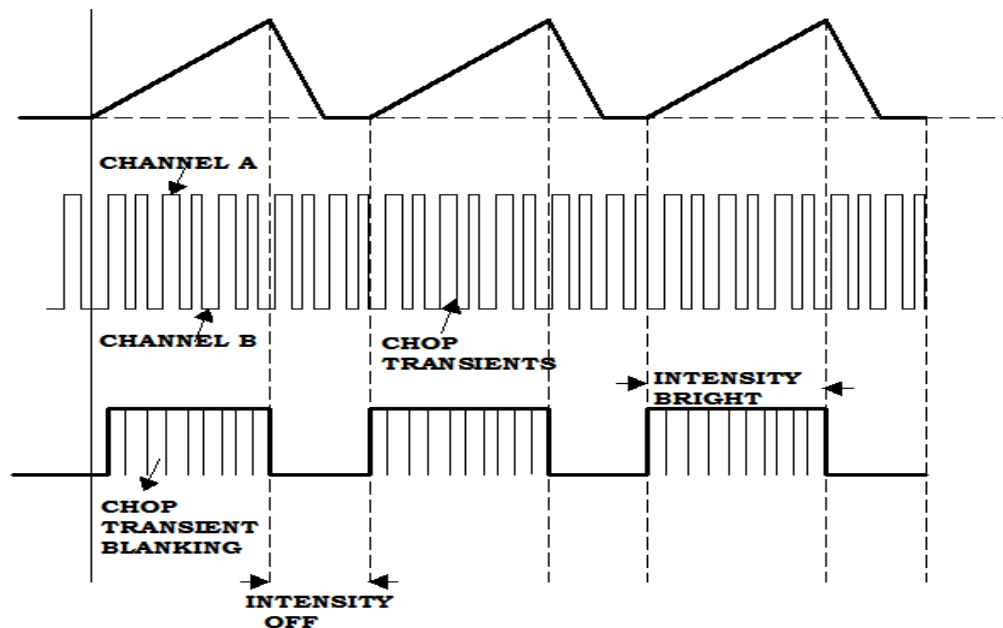 CHANNEL A
CHANNEL B
CHOP
TRANSIENTS
INTENSITY
BRIGHT
CHOP
TRANSIENT
BLANKING
INTENSITY
OFF